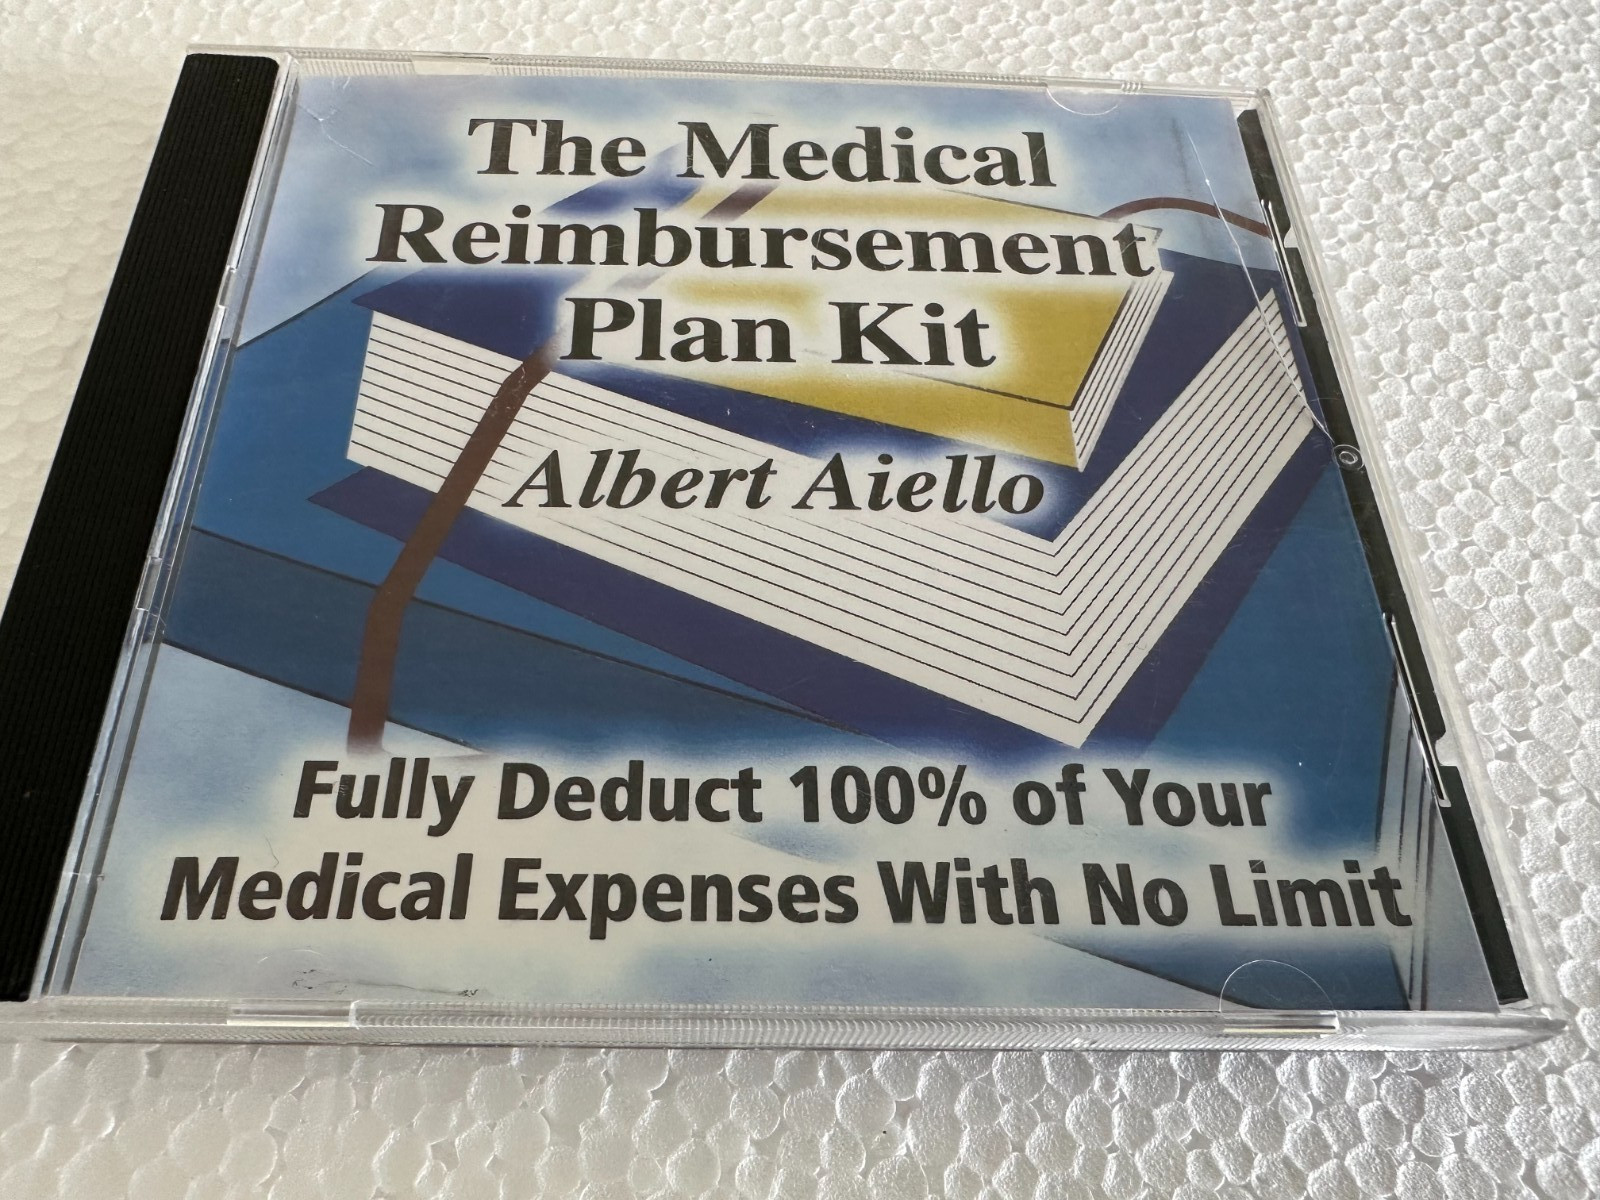 The Medical
Reimbursement
Plan Kit
Albert Aiello
Fully Deduct 100% of Your
Medical Expenses With No Limit